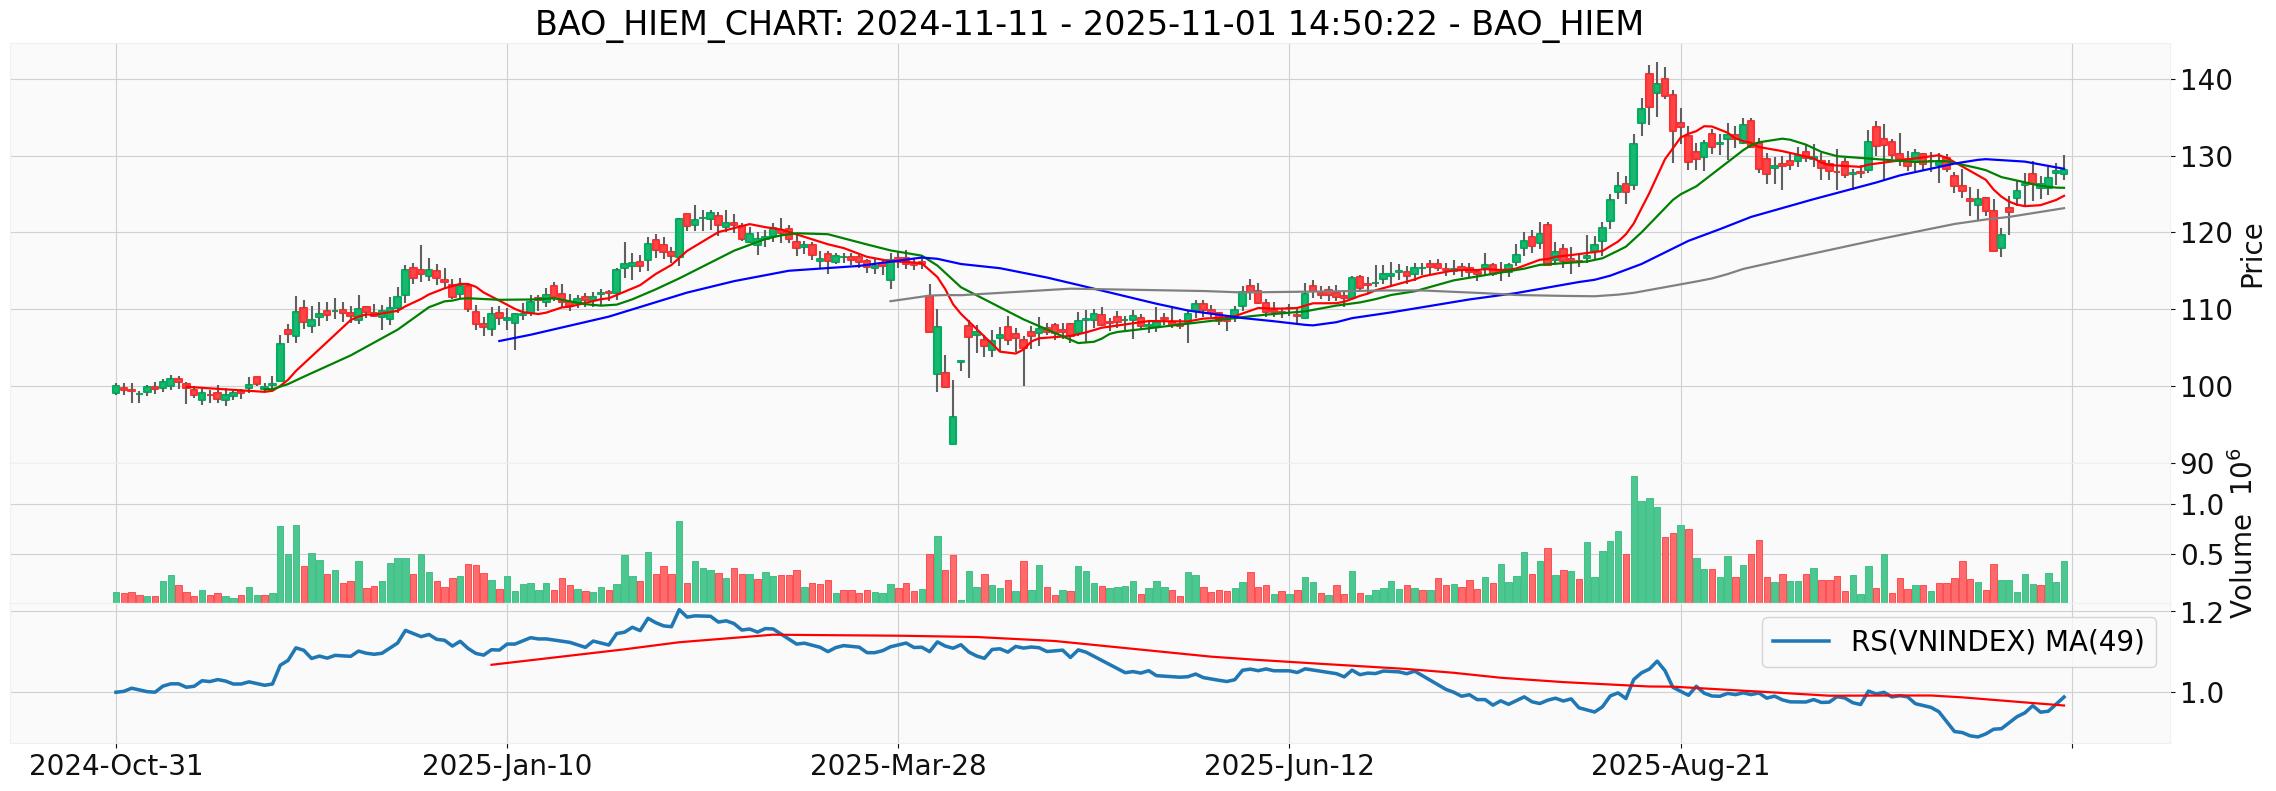 BAO_HIEM_CHART: 2024-11-11 - 2025-11-01 14:50:22 - BAO_HIEM
140
130
120
110
100
90
Price
1.0
0.5
Volume 10⁶
1.2
1.0
RS(VNINDEX) MA(49)
2024-Oct-31
2025-Jan-10
2025-Mar-28
2025-Jun-12
2025-Aug-21